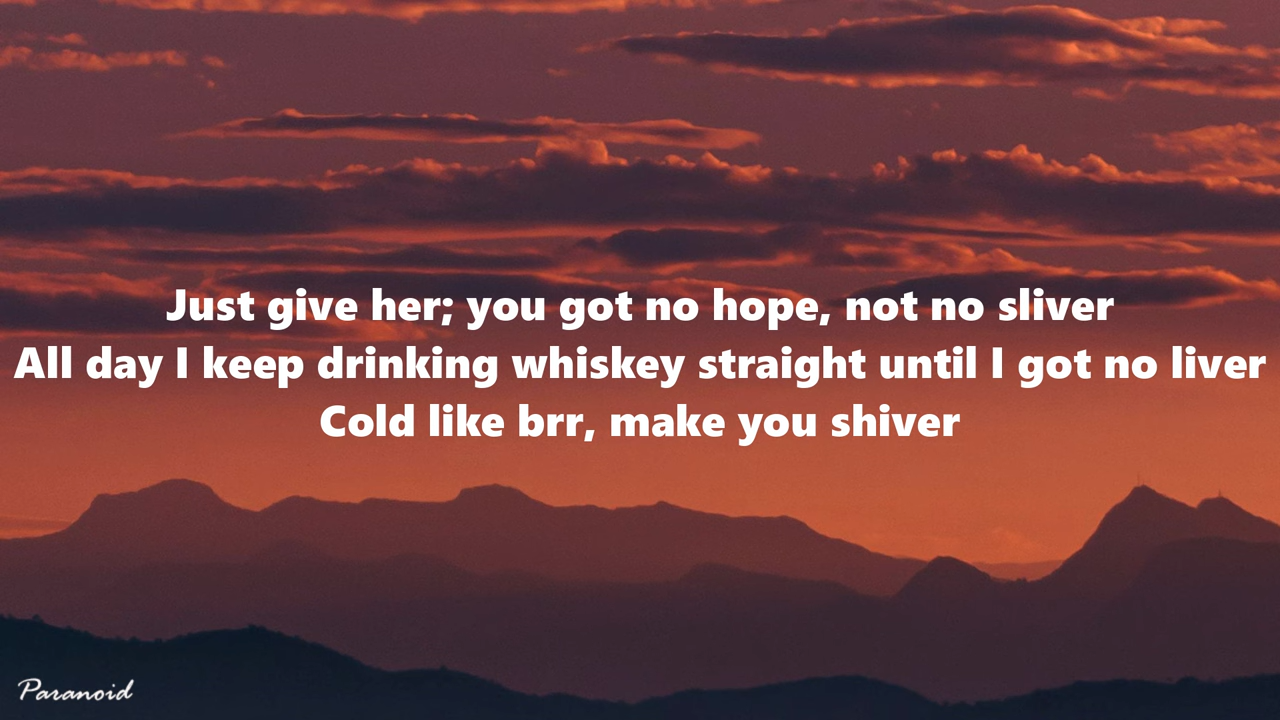 Just give her; you got no hope, not no sliver
All day I keep drinking whiskey straight until I got no liver
Cold like brr, make you shiver
Paranoid